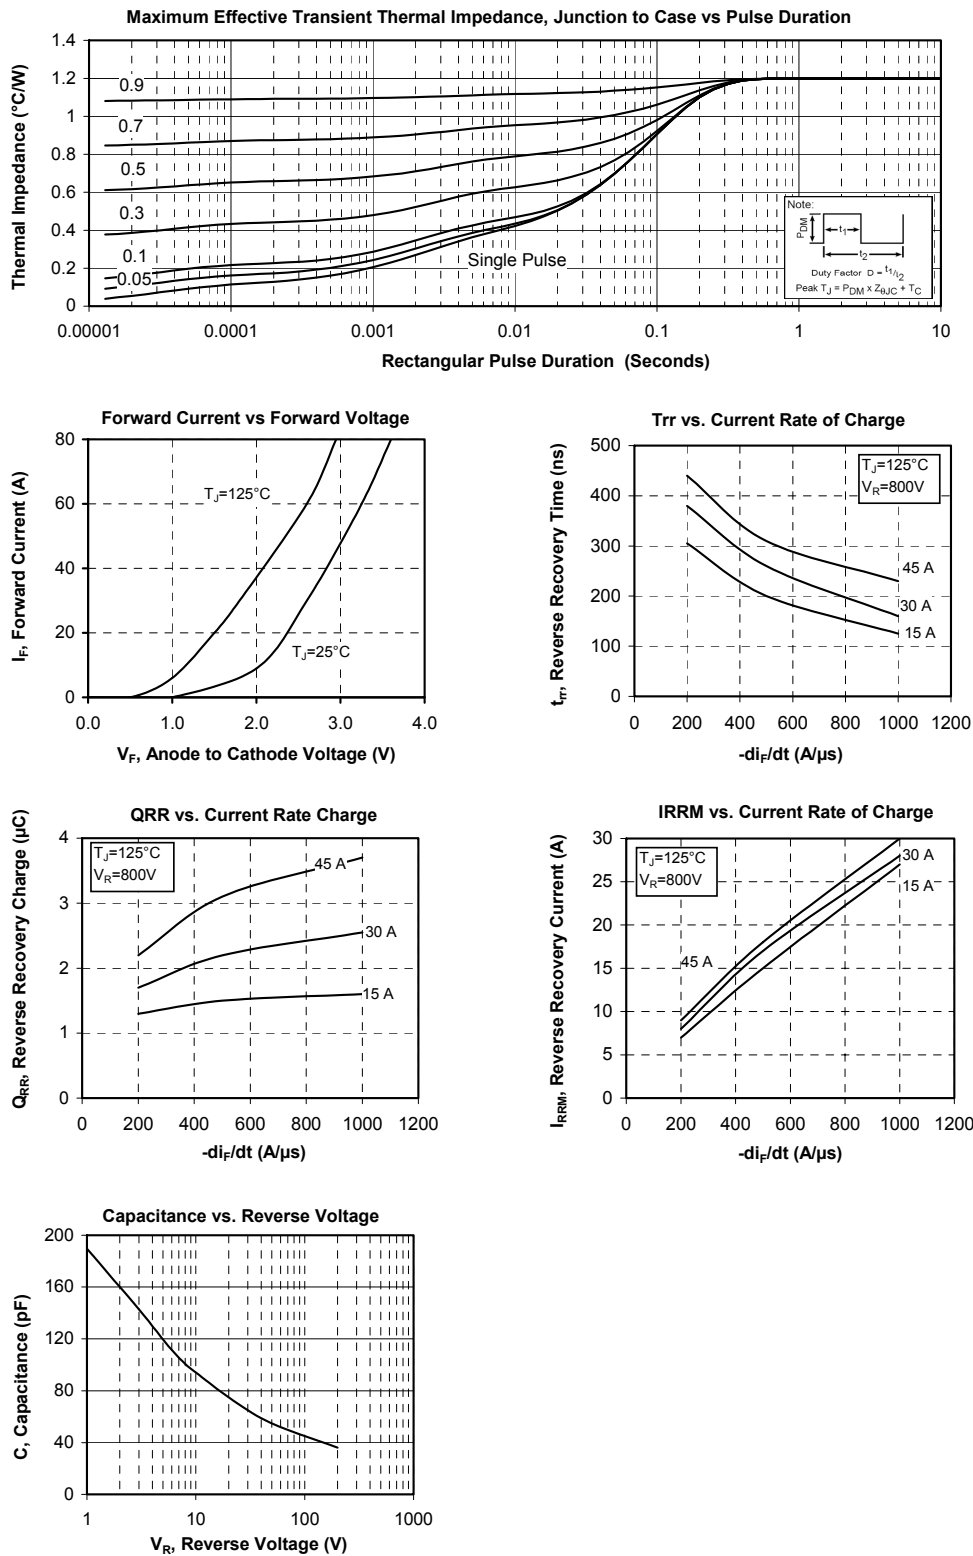 Maximum Effective Transient Thermal Impedance, Junction to Case vs Pulse Duration
Thermal Impedance (°C/W)
1.4
1.2
1
0.8
0.6
0.4
0.2
0
0.9
0.7
0.5
0.3
0.1
0.05
Single Pulse
Note:
PDM
t1
t2
Duty Factor D = t1/t2
Peak TJ = PDM x ZθJC + TC
0.00001 0.0001 0.001 0.01 0.1 1 10
Rectangular Pulse Duration (Seconds)
Forward Current vs Forward Voltage
IF, Forward Current (A)
80
60
40
20
0
TJ=125°C
TJ=25°C
0.0 1.0 2.0 3.0 4.0
VF, Anode to Cathode Voltage (V)
Trr vs. Current Rate of Charge
trr, Reverse Recovery Time (ns)
500
400
300
200
100
0
TJ=125°C
VR=800V
45 A
30 A
15 A
0 200 400 600 800 1000 1200
-diF/dt (A/µs)
QRR vs. Current Rate Charge
QRR, Reverse Recovery Charge (µC)
4
3
2
1
0
TJ=125°C
VR=800V
45 A
30 A
15 A
0 200 400 600 800 1000 1200
-diF/dt (A/µs)
IRRM vs. Current Rate of Charge
IRRM, Reverse Recovery Current (A)
30
25
20
15
10
5
0
TJ=125°C
VR=800V
30 A
15 A
45 A
0 200 400 600 800 1000 1200
-diF/dt (A/µs)
Capacitance vs. Reverse Voltage
C, Capacitance (pF)
200
160
120
80
40
0
1 10 100 1000
VR, Reverse Voltage (V)